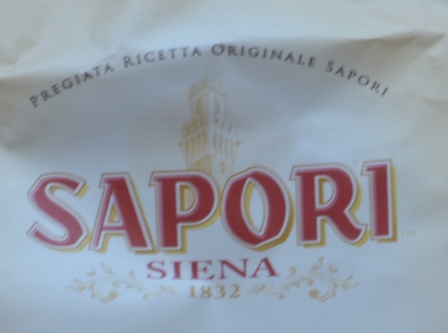 PREGIATA RICETTA ORIGINALE SAPORI
SAPORI
SIENA
1832